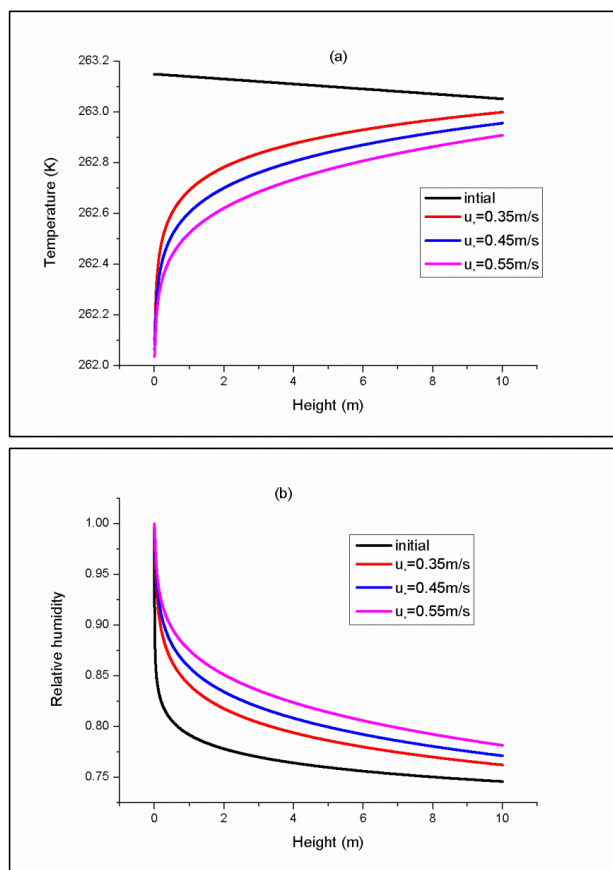 (a)
263.2
263.0
262.8
262.6
262.4
262.2
262.0
Temperature (K)
intial
u*=0.35m/s
u*=0.45m/s
u*=0.55m/s
0 2 4 6 8 10
Height (m)
(b)
1.00
0.95
0.90
0.85
0.80
0.75
Relative humidity
initial
u*=0.35m/s
u*=0.45m/s
u*=0.55m/s
0 2 4 6 8 10
Height (m)